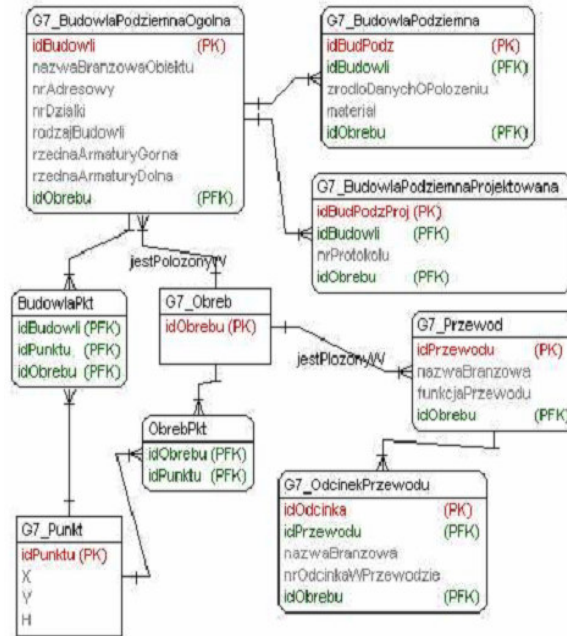 G7_BudowlaPodziemnaOgolna
idBudowli (PK)
nazwaBranzowaObiektu
nrAdresowy
nrDzialki
rodzajBudowli
rzednaArmaturyGorna
rzednaArmaturyDolna
idObrebu (PFK)
G7_BudowlaPodziemna
idBudPodz (PK)
idBudowli (PFK)
zrodloDanychOPolozeniu
material
idObrebu (PFK)
G7_BudowlaPodziemnaProjektowana
idBudPodzProj (PK)
idBudowli (PFK)
nrProtokolu
idObrebu (PFK)
jestPolozonyW
BudowlaPkt
idBudowli (PFK)
idPunktu (PFK)
idObrebu (PFK)
G7_Obreb
idObrebu (PK)
jestPlozonyW
G7_Przewod
idPrzewodu (PK)
nazwaBranzowa
funkcjaPrzewodu
idObrebu (PFK)
ObrebPkt
idObrebu (PFK)
idPunktu (PFK)
G7_OdcinekPrzewodu
idOdcinka (PK)
idPrzewodu (PFK)
nazwaBranzowa
nrOdcinkaWPrzewodzie
idObrebu (PFK)
G7_Punkt
idPunktu (PK)
X
Y
H